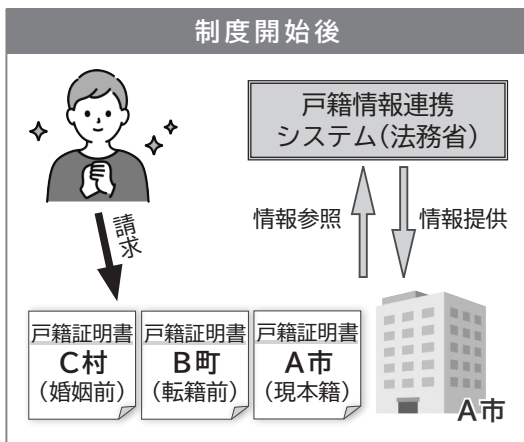 制度開始後
戸籍情報連携
システム(法務省)
情報参照
情報提供
請求
戸籍証明書
C村
(婚姻前)
戸籍証明書
B町
(転籍前)
戸籍証明書
A市
(現本籍)
A市